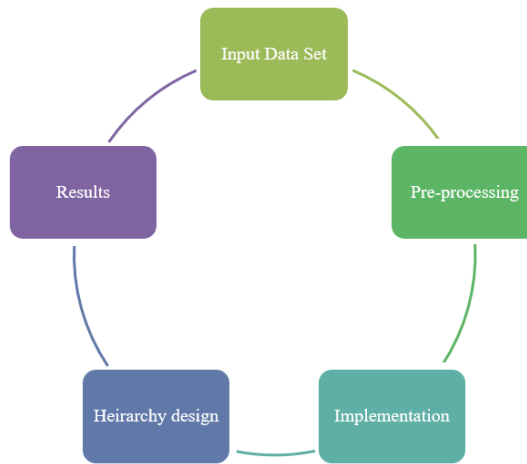 Input Data Set
Pre-processing
Implementation
Heirarchy design
Results